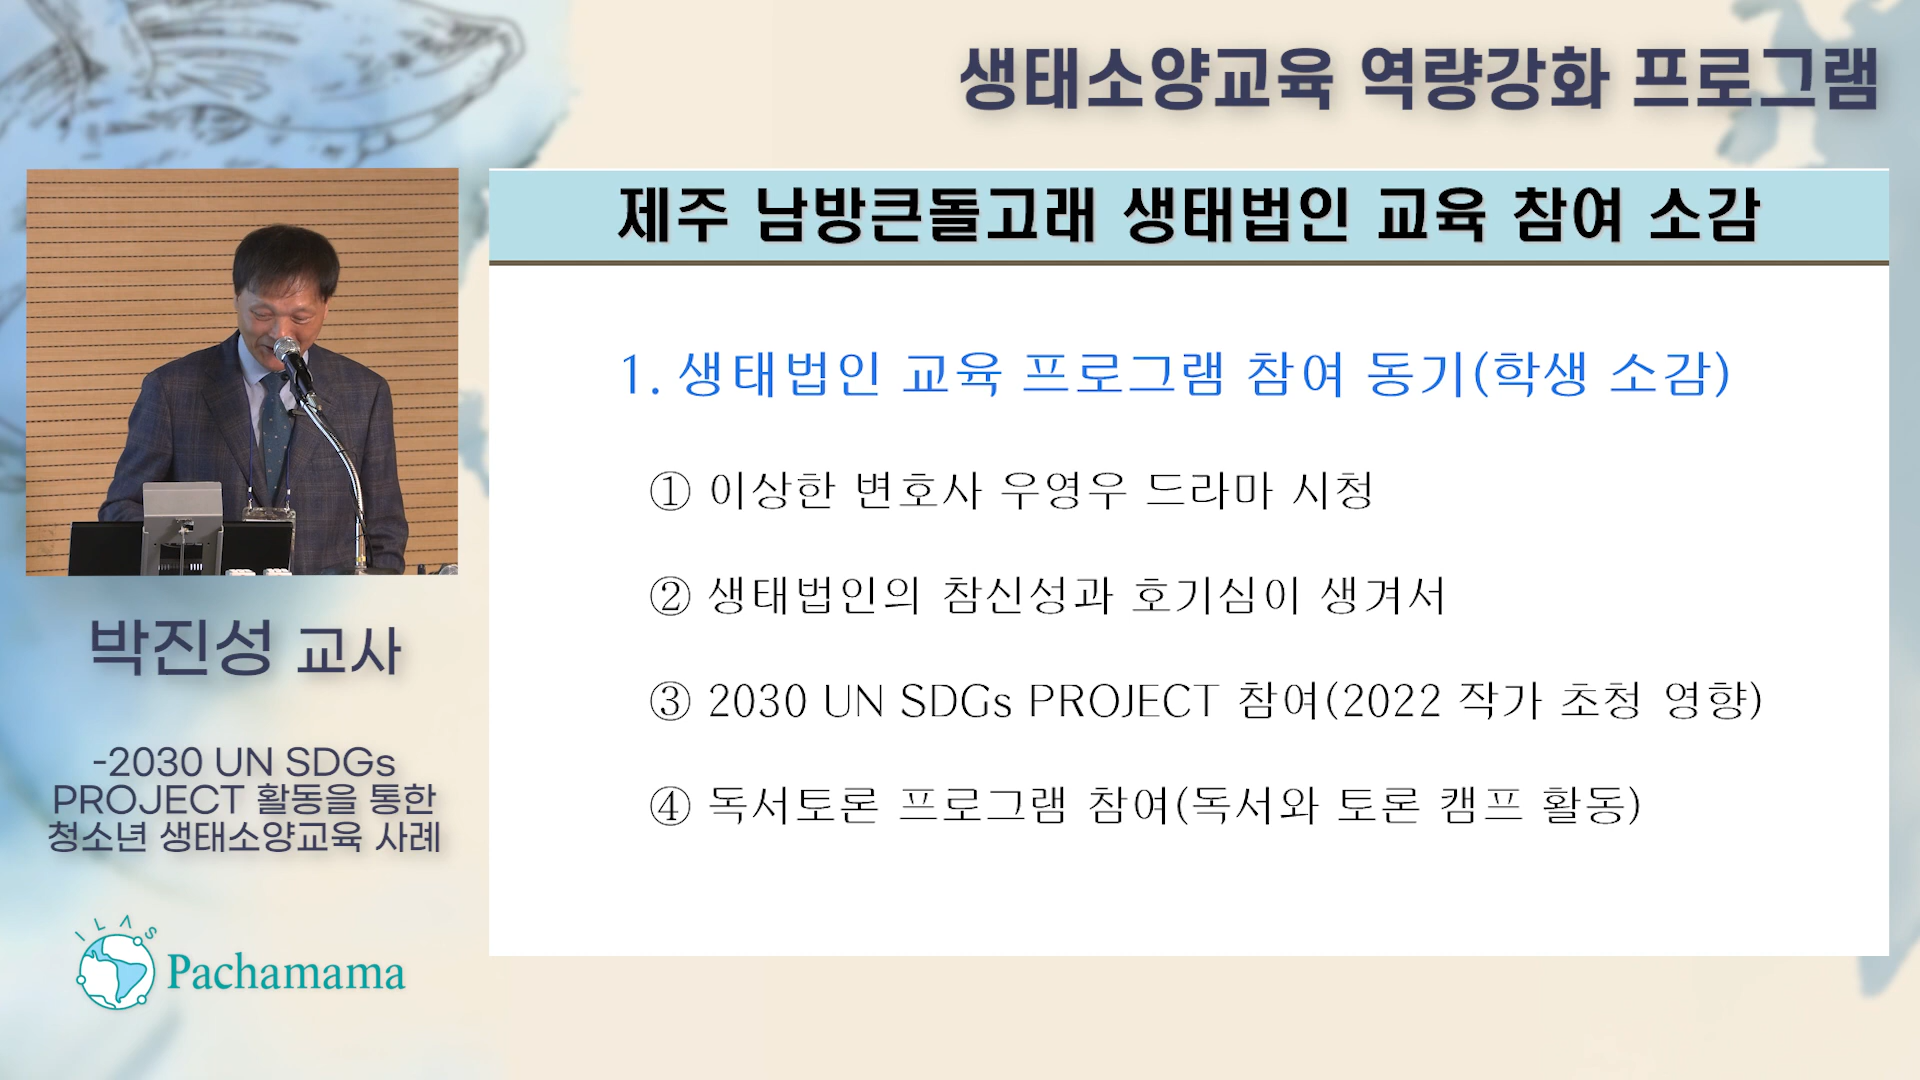 생태소양교육 역량강화 프로그램
제주 남방큰돌고래 생태법인 교육 참여 소감
1. 생태법인 교육 프로그램 참여 동기(학생 소감)
① 이상한 변호사 우영우 드라마 시청
② 생태법인의 참신성과 호기심이 생겨서
③ 2030 UN SDGs PROJECT 참여(2022 작가 초청 영향)
④ 독서토론 프로그램 참여(독서와 토론 캠프 활동)
박진성 교사
-2030 UN SDGs
PROJECT 활동을 통한
청소년 생태소양교육 사례
ILAS
Pachamama